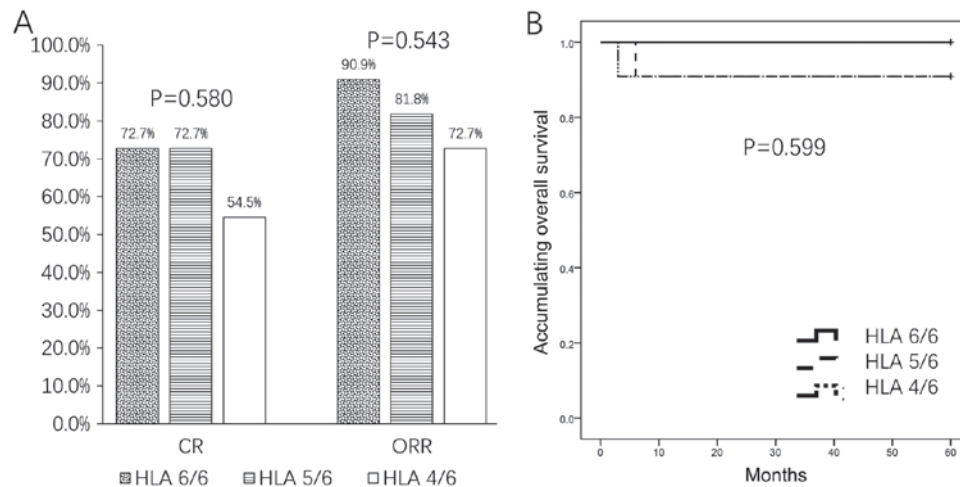 A
100.0%
90.0%
80.0%
70.0%
60.0%
50.0%
40.0%
30.0%
20.0%
10.0%
0.0%
P=0.580
P=0.543
72.7%
72.7%
54.5%
90.9%
81.8%
72.7%
CR
ORR
HLA 6/6
HLA 5/6
HLA 4/6
B
Accumulating overall survival
1.0
0.8
0.6
0.4
0.2
0.0
P=0.599
HLA 6/6
HLA 5/6
HLA 4/6
0 10 20 30 40 50 60
Months